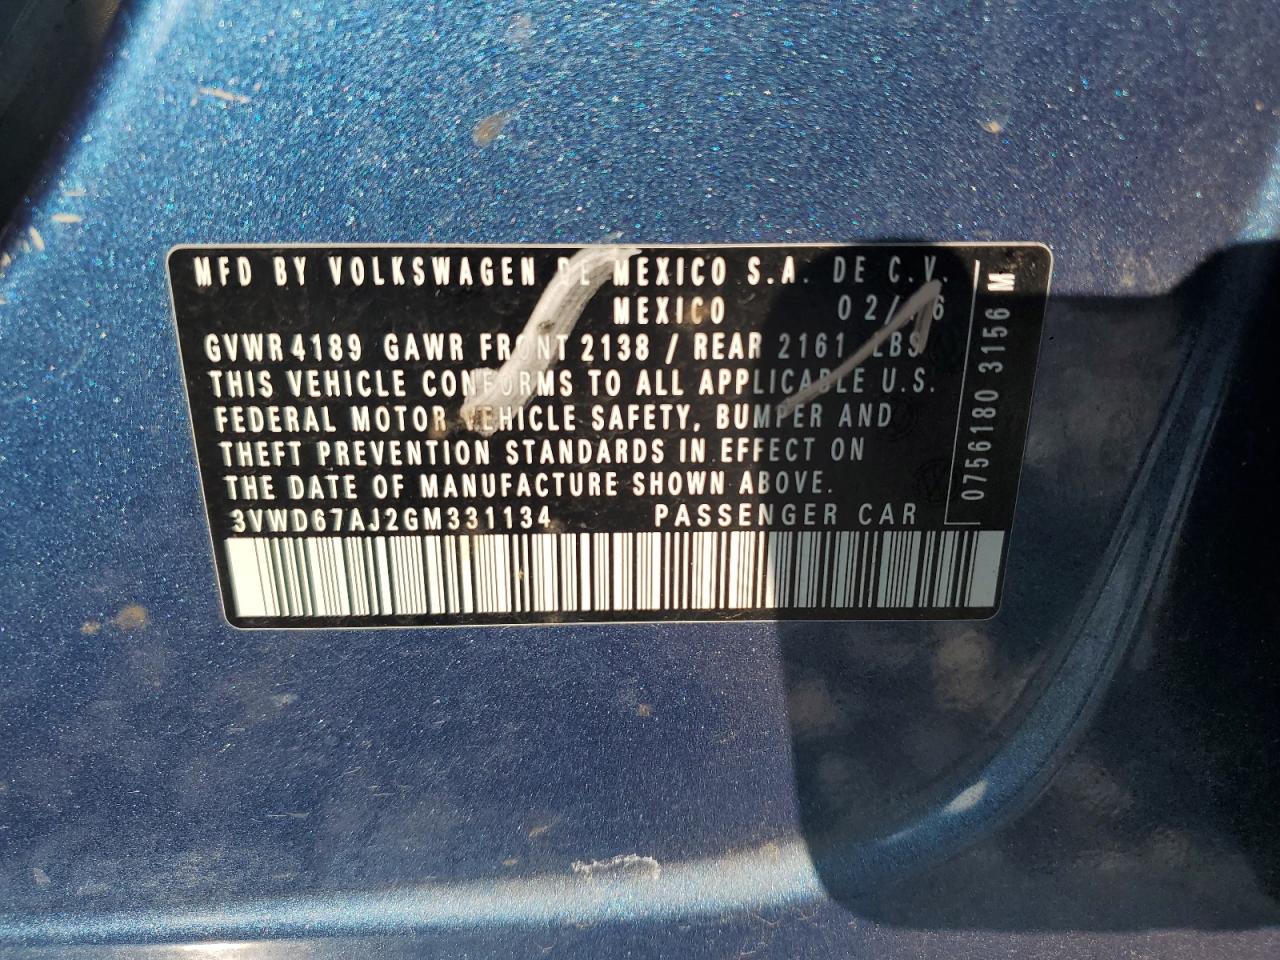 MFD BY VOLKSWAGEN DE MEXICO S.A. DE C.V.
MEXICO 02/16
GVWR 4189 GAWR FRONT 2138 / REAR 2161 LBS
THIS VEHICLE CONFORMS TO ALL APPLICABLE U.S.
FEDERAL MOTOR VEHICLE SAFETY, BUMPER AND
THEFT PREVENTION STANDARDS IN EFFECT ON
THE DATE OF MANUFACTURE SHOWN ABOVE.
3VWD67AJ2GM331134 PASSENGER CAR
0756180 3156 M